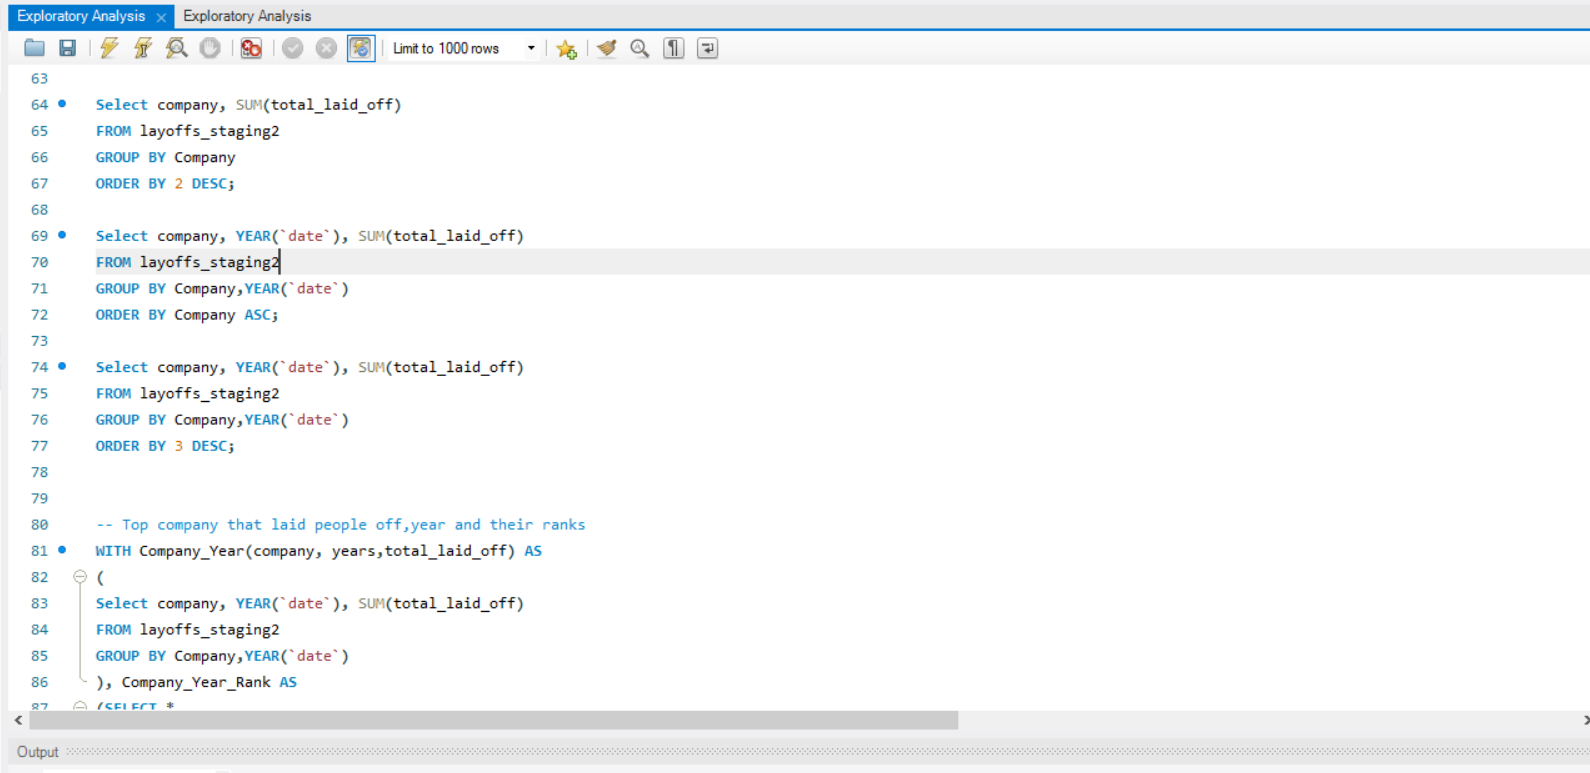 Exploratory Analysis Exploratory Analysis
Limit to 1000 rows
63
64 Select company, SUM(total_laid_off)
65 FROM layoffs_staging2
66 GROUP BY Company
67 ORDER BY 2 DESC;
68
69 Select company, YEAR(`date`), SUM(total_laid_off)
70 FROM layoffs_staging2
71 GROUP BY Company,YEAR(`date`)
72 ORDER BY Company ASC;
73
74 Select company, YEAR(`date`), SUM(total_laid_off)
75 FROM layoffs_staging2
76 GROUP BY Company,YEAR(`date`)
77 ORDER BY 3 DESC;
78
79
80 -- Top company that laid people off,year and their ranks
81 WITH Company_Year(company, years,total_laid_off) AS
82 (
83 Select company, YEAR(`date`), SUM(total_laid_off)
84 FROM layoffs_staging2
85 GROUP BY Company,YEAR(`date`)
86 ), Company_Year_Rank AS
87 (SELECT *
Output